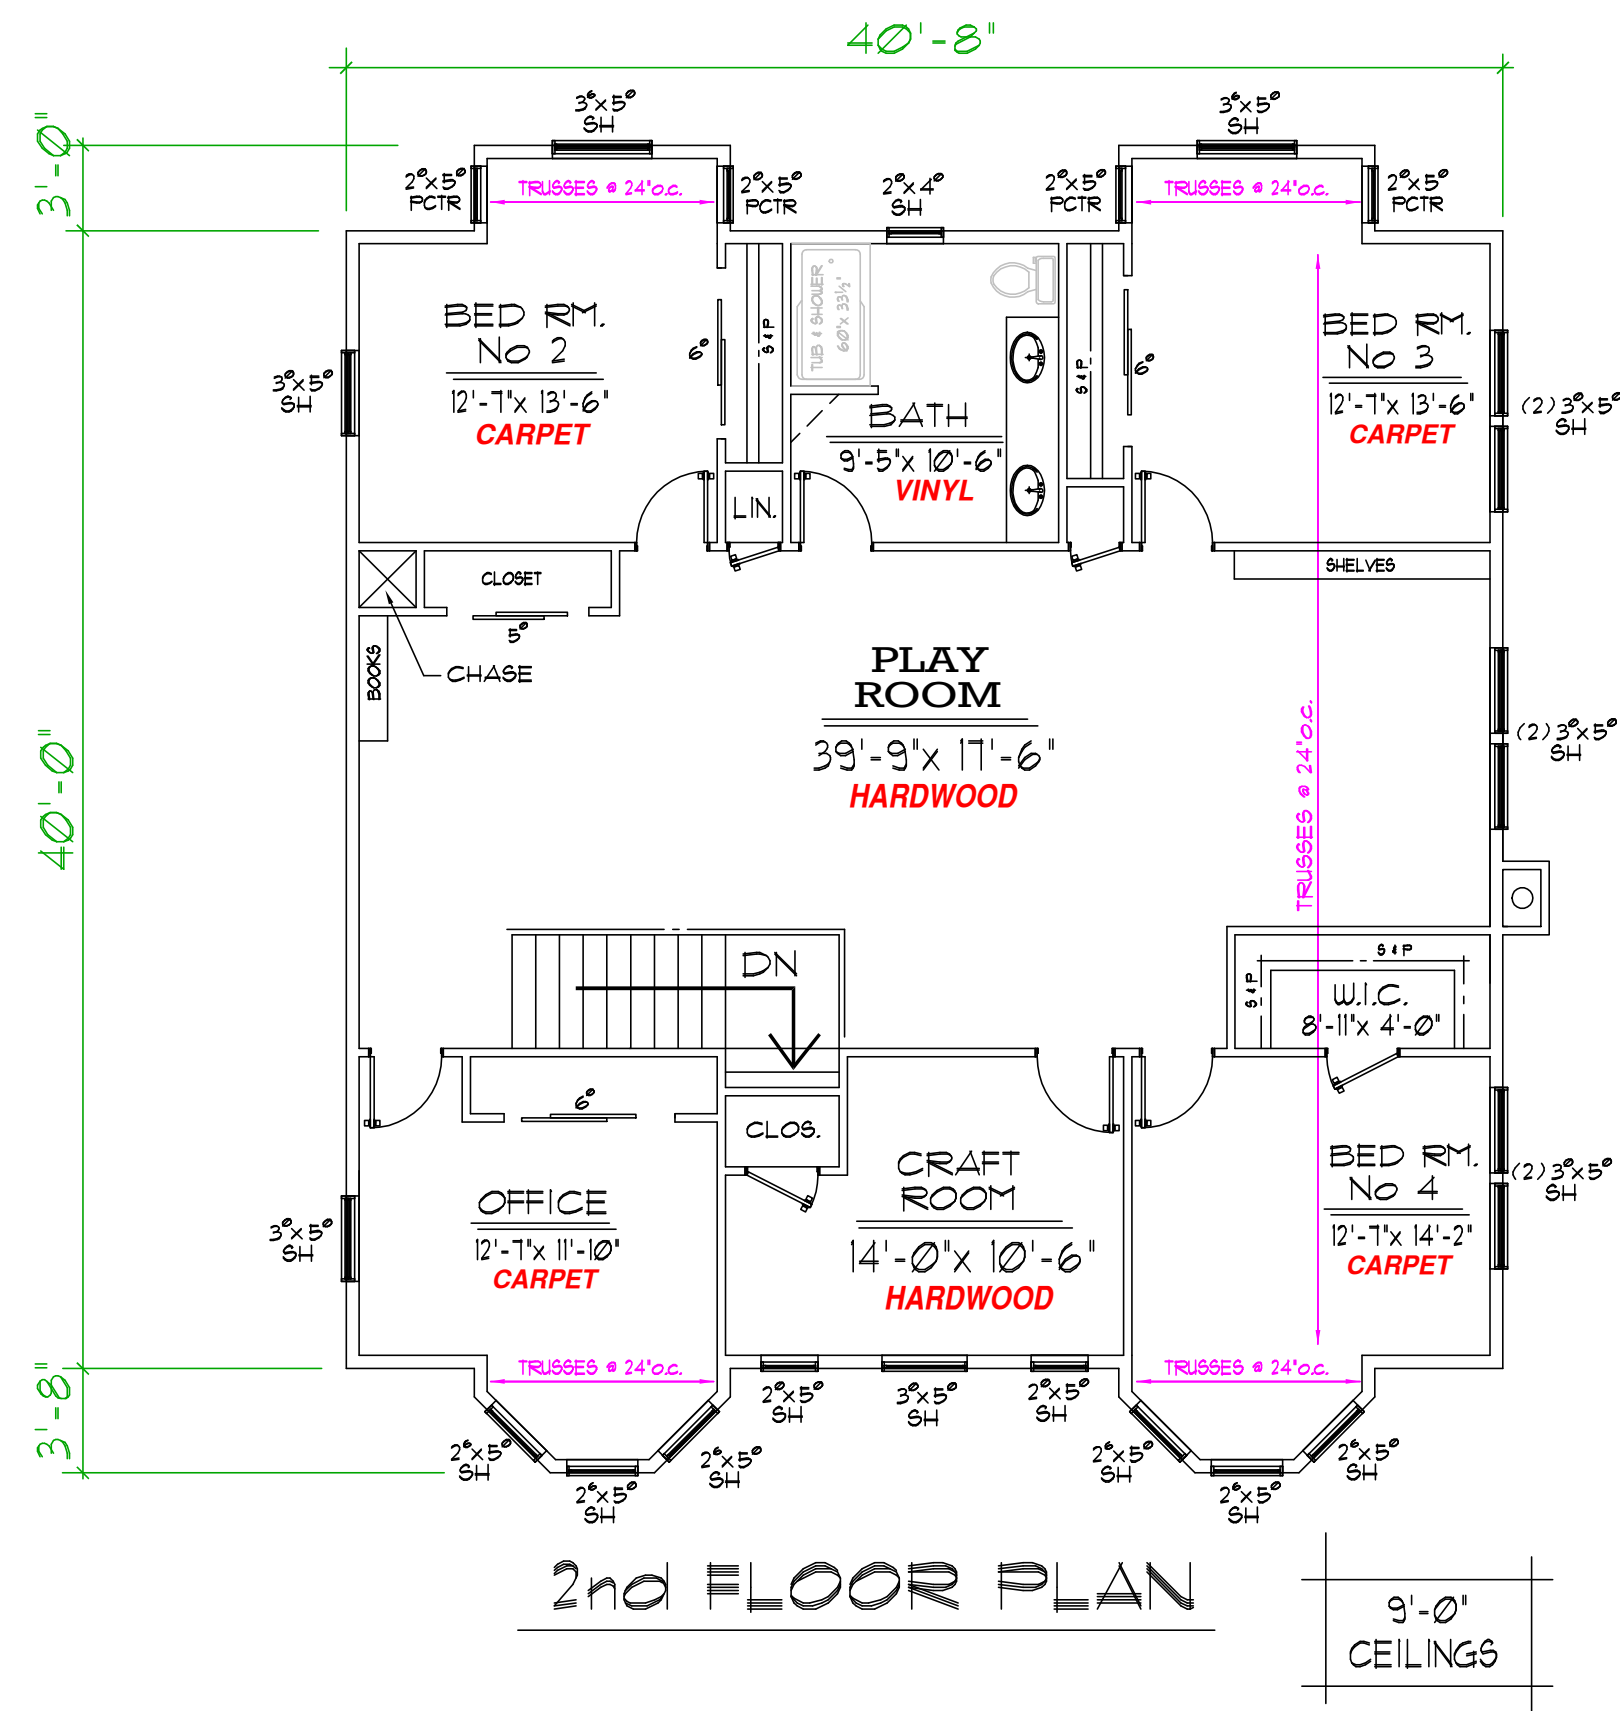 40'-8"
3'-0"
3⁶x5⁰
SH
3⁶x5⁰
SH
2⁰x5⁰
PCTR
TRUSSES @ 24"o.c.
2⁰x5⁰
PCTR
2⁰x4⁰
SH
2⁰x5⁰
PCTR
TRUSSES @ 24"o.c.
2⁰x5⁰
PCTR
BED RM.
No 2
12'-7"x 13'-6"
CARPET
3⁰x5⁰
SH
6⁰
S & P
TUB & SHOWER
60"x 33½"
BATH
9'-5"x 10'-6"
VINYL
S & P
6⁰
BED RM.
No 3
12'-7"x 13'-6"
CARPET
(2) 3⁰x5⁰
SH
LIN.
CLOSET
5⁰
CHASE
BOOKS
SHELVES
PLAY
ROOM
39'-9"x 17'-6"
HARDWOOD
TRUSSES @ 24"o.c.
(2) 3⁰x5⁰
SH
40'-0"
DN
S & P
S & P
W.I.C.
8'-11"x 4'-0"
6⁰
CLOS.
OFFICE
12'-7"x 11'-10"
CARPET
3⁰x5⁰
SH
CRAFT
ROOM
14'-0"x 10'-6"
HARDWOOD
BED RM.
No 4
12'-7"x 14'-2"
CARPET
(2) 3⁰x5⁰
SH
3'-8"
TRUSSES @ 24"o.c.
2⁰x5⁰
SH
3⁰x5⁰
SH
2⁰x5⁰
SH
TRUSSES @ 24"o.c.
2⁶x5⁰
SH
2⁶x5⁰
SH
2⁶x5⁰
SH
2⁶x5⁰
SH
2⁶x5⁰
SH
2⁶x5⁰
SH
2nd FLOOR PLAN
9'-0"
CEILINGS